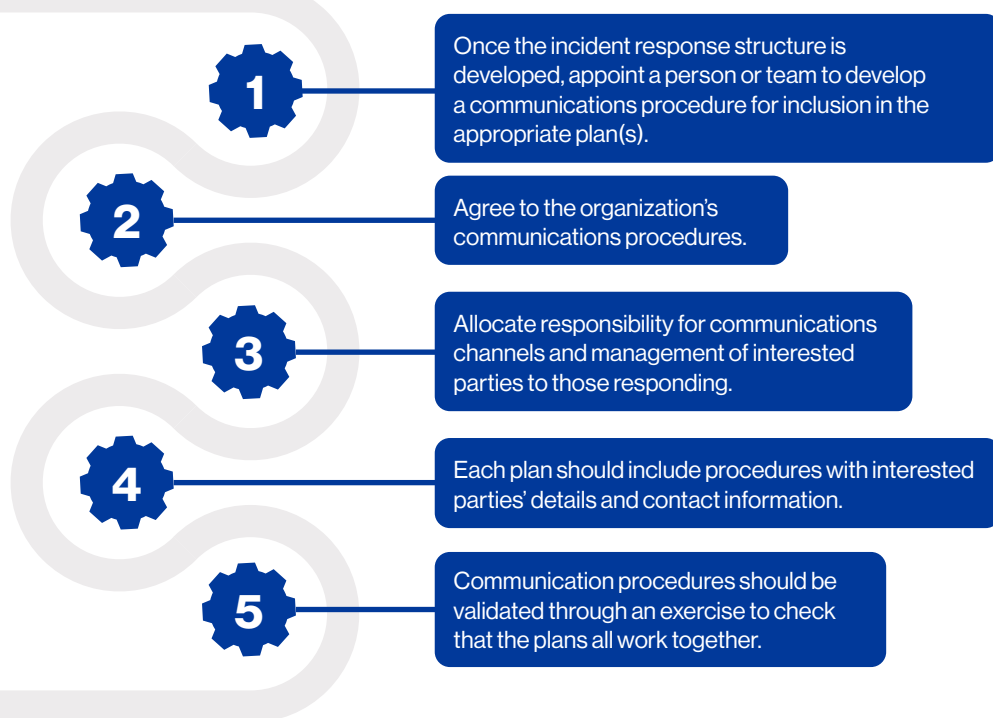 1
Once the incident response structure is
developed, appoint a person or team to develop
a communications procedure for inclusion in the
appropriate plan(s).
2
Agree to the organization’s
communications procedures.
3
Allocate responsibility for communications
channels and management of interested
parties to those responding.
4
Each plan should include procedures with interested
parties’ details and contact information.
5
Communication procedures should be
validated through an exercise to check
that the plans all work together.